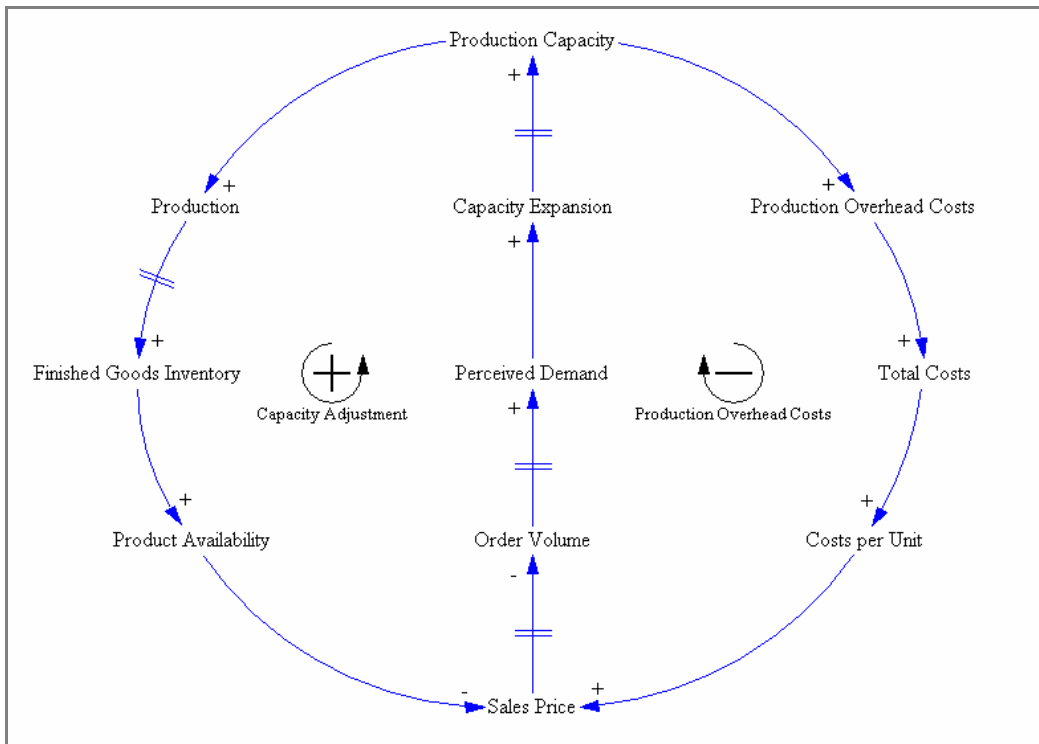 Production Capacity
+
+
+
Production
Capacity Expansion
Production Overhead Costs
+
+
+
Finished Goods Inventory
Perceived Demand
Total Costs
+
−
Capacity Adjustment
Production Overhead Costs
+
+
+
Product Availability
Order Volume
Costs per Unit
-
-
+
Sales Price